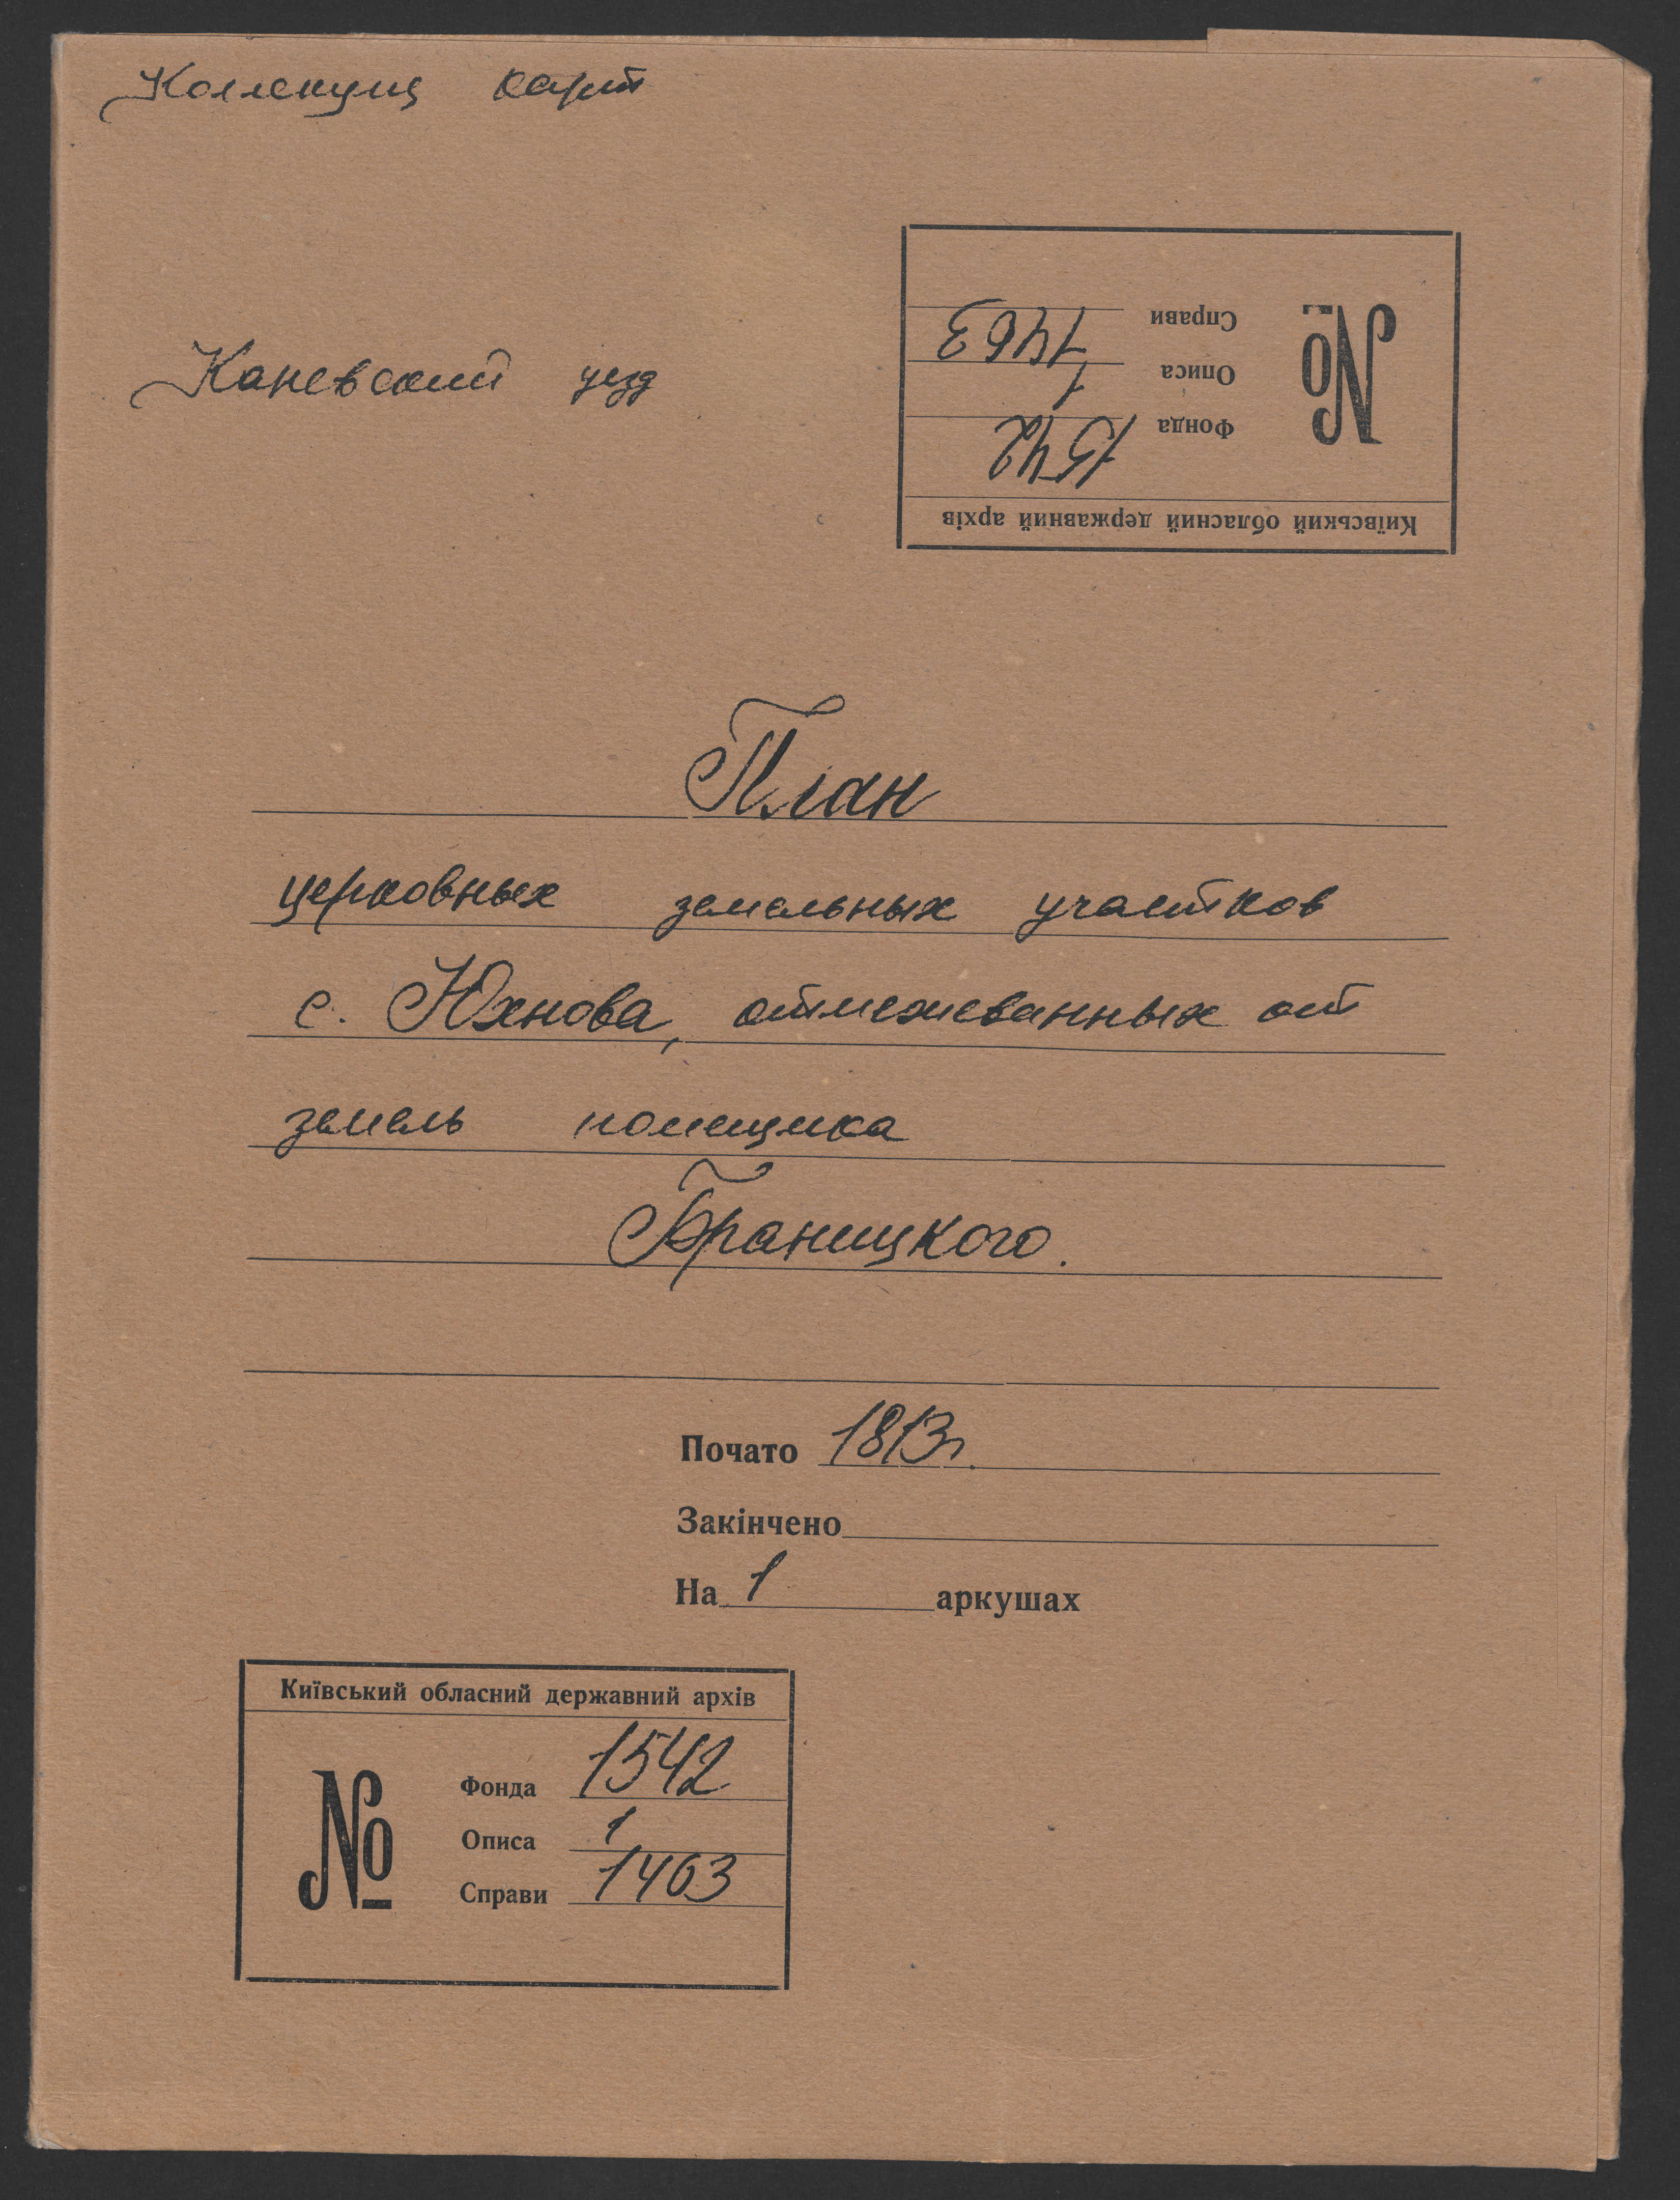 Коллекция карт
Справи 1463
Описа 1
Фонда 1542
№
Київський обласний державний архів
Каневский уезд
План
церковных земельных участков
с. Юхнова, отмежеванных от
земель помещика
Браницкого.
Почато 1813г.
Закінчено
На 1 аркушах
Київський обласний державний архів
№
Фонда 1542
Описа 1
Справи 1463